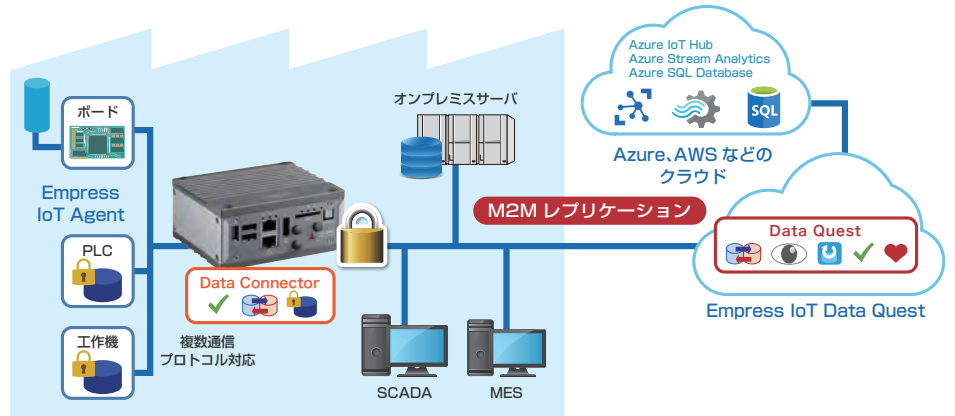 Azure IoT Hub
Azure Stream Analytics
Azure SQL Database
SQL
Azure、AWS などの
クラウド
オンプレミスサーバ
ボード
Empress
IoT Agent
M2M レプリケーション
PLC
Data Connector
Data Quest
Empress IoT Data Quest
工作機
複数通信
プロトコル対応
SCADA
MES